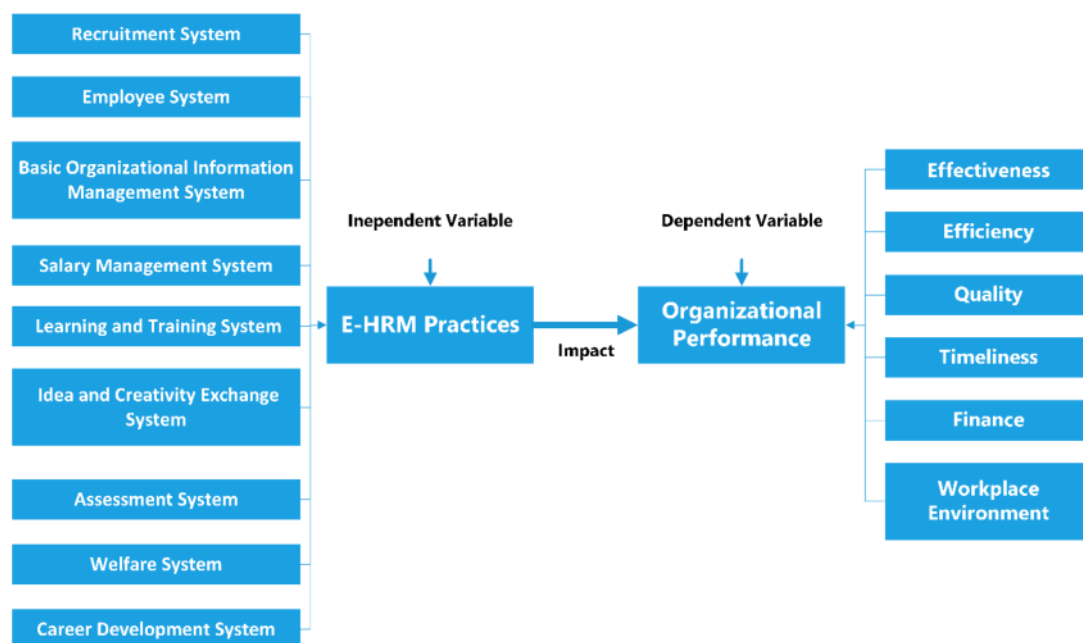 Recruitment System
Employee System
Basic Organizational Information
Management System
Salary Management System
Learning and Training System
Idea and Creativity Exchange
System
Assessment System
Welfare System
Career Development System
Inependent Variable
E-HRM Practices
Impact
Dependent Variable
Organizational
Performance
Effectiveness
Efficiency
Quality
Timeliness
Finance
Workplace
Environment